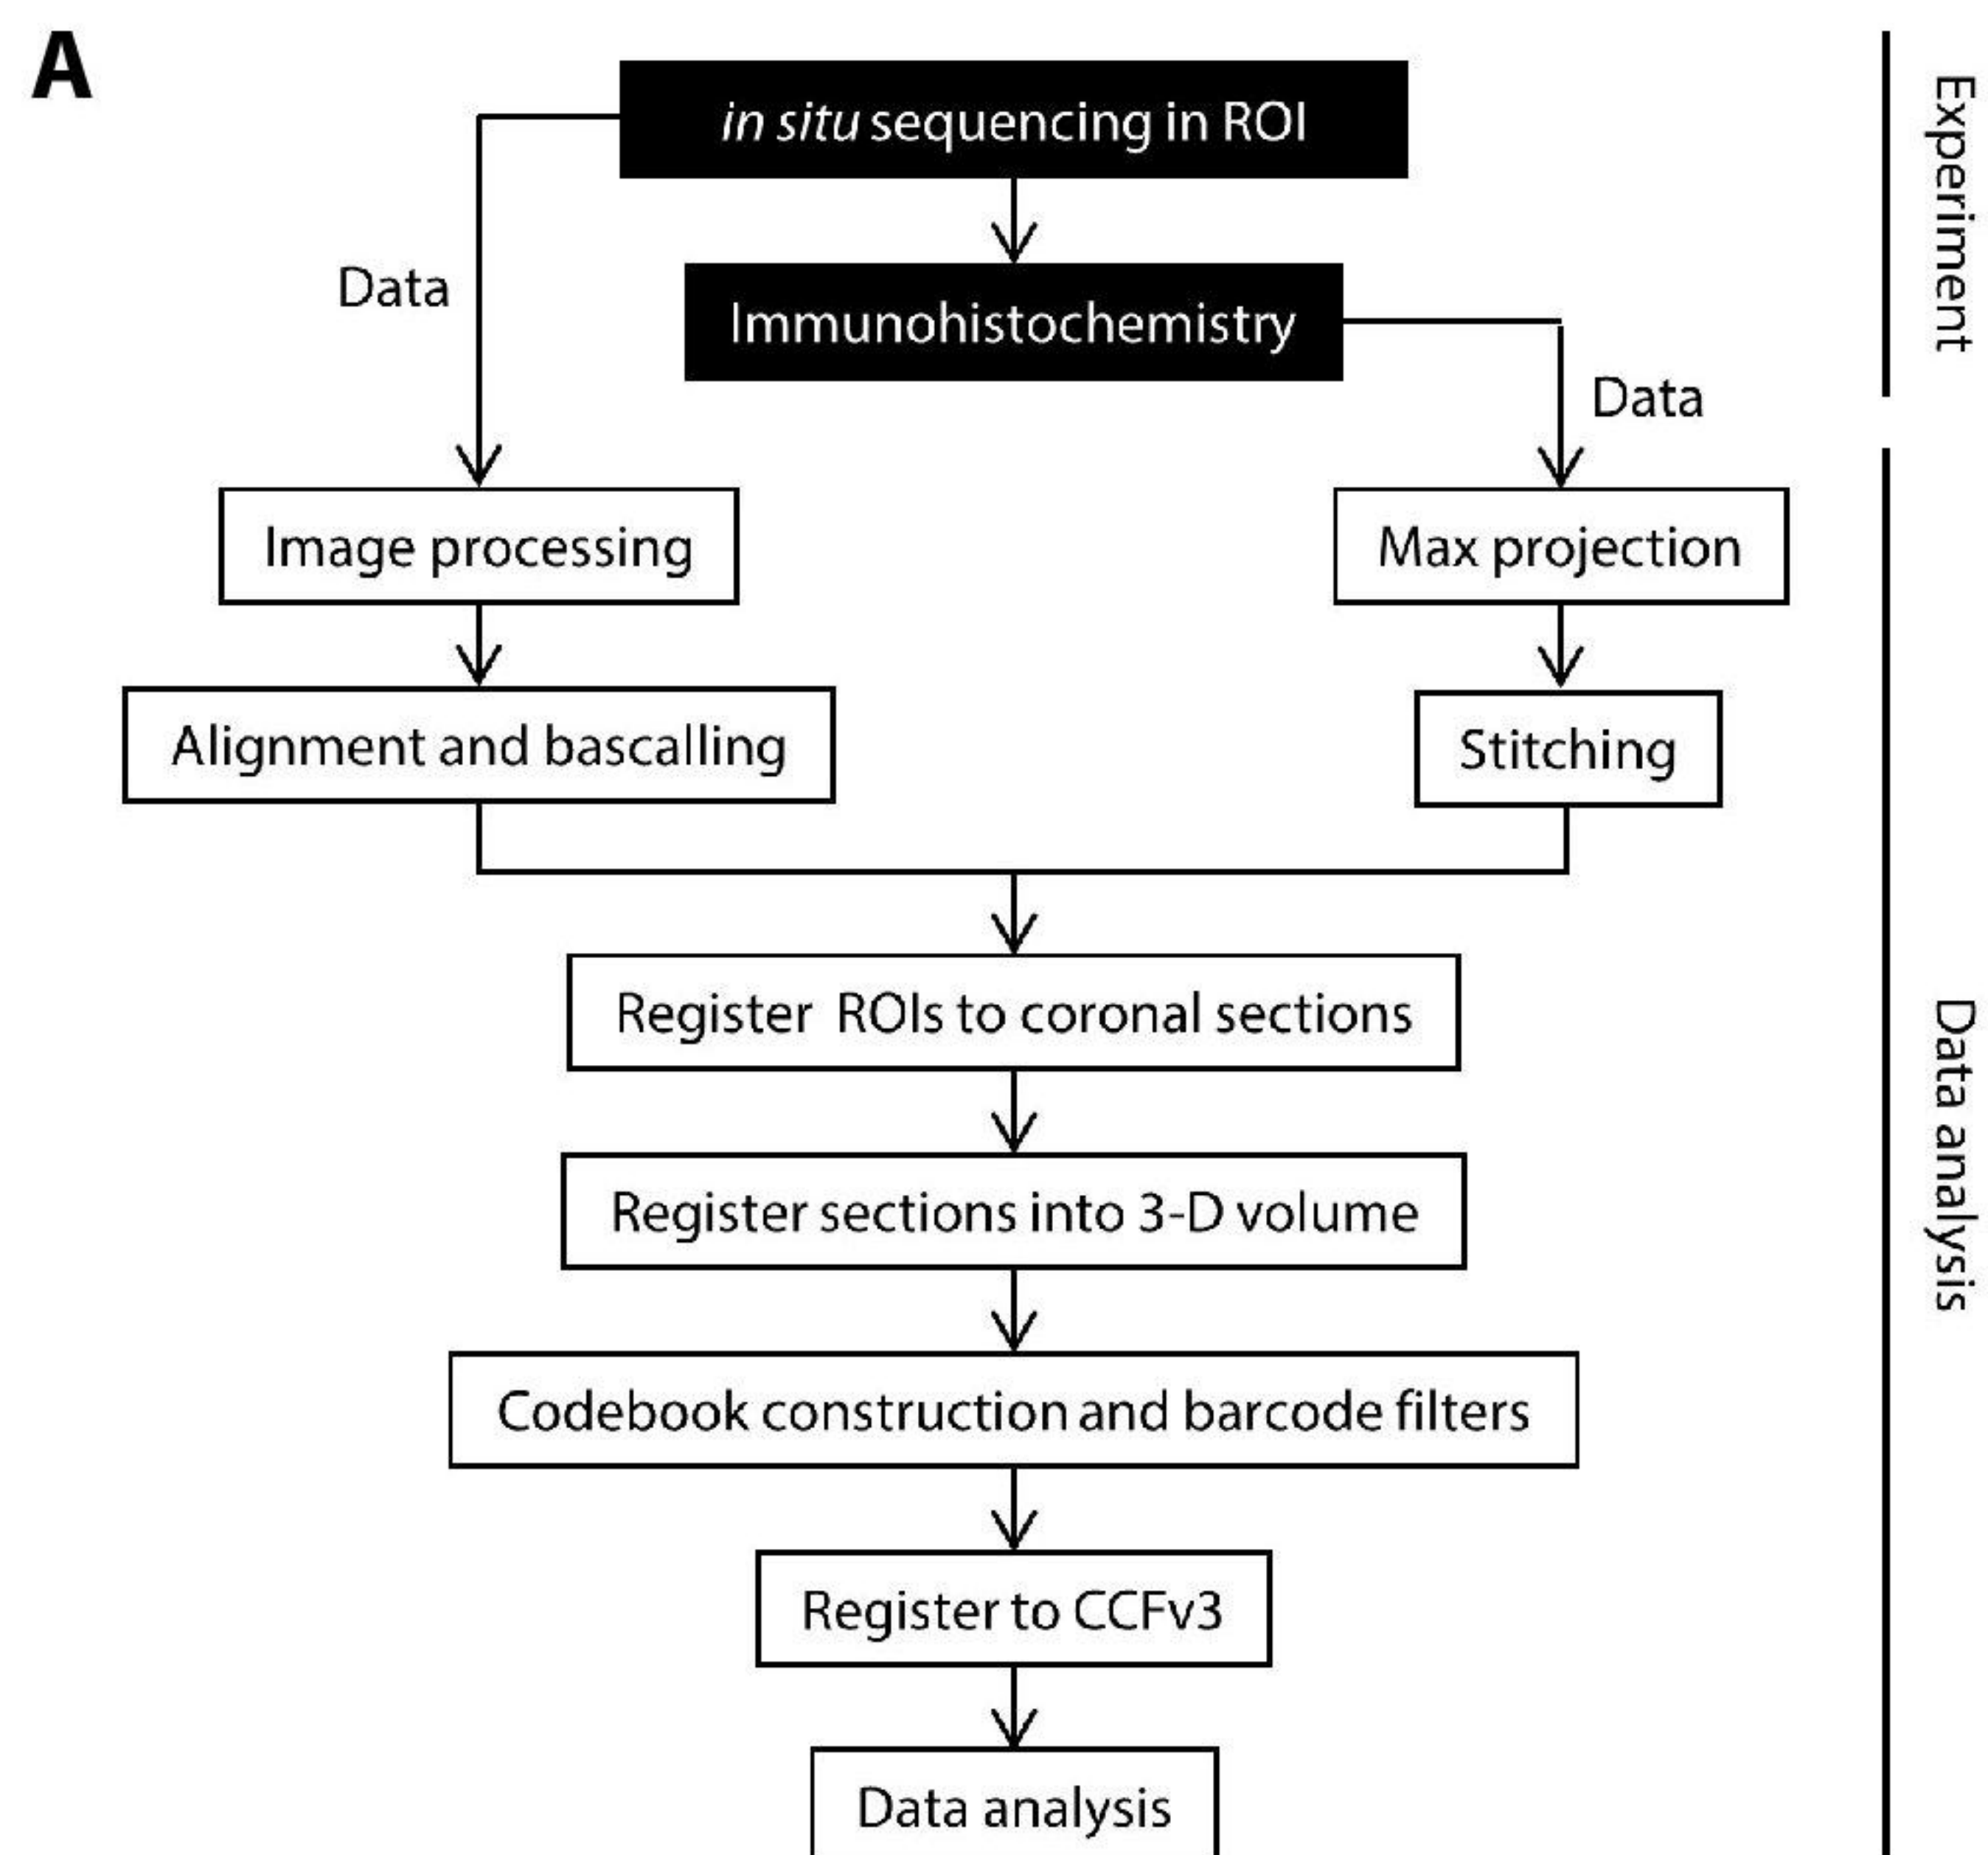 A
in situ sequencing in ROI
Experiment
Data
Immunohistochemistry
Data
Image processing
Max projection
Alignment and bascalling
Stitching
Register ROIs to coronal sections
Data analysis
Register sections into 3-D volume
Codebook construction and barcode filters
Register to CCFv3
Data analysis